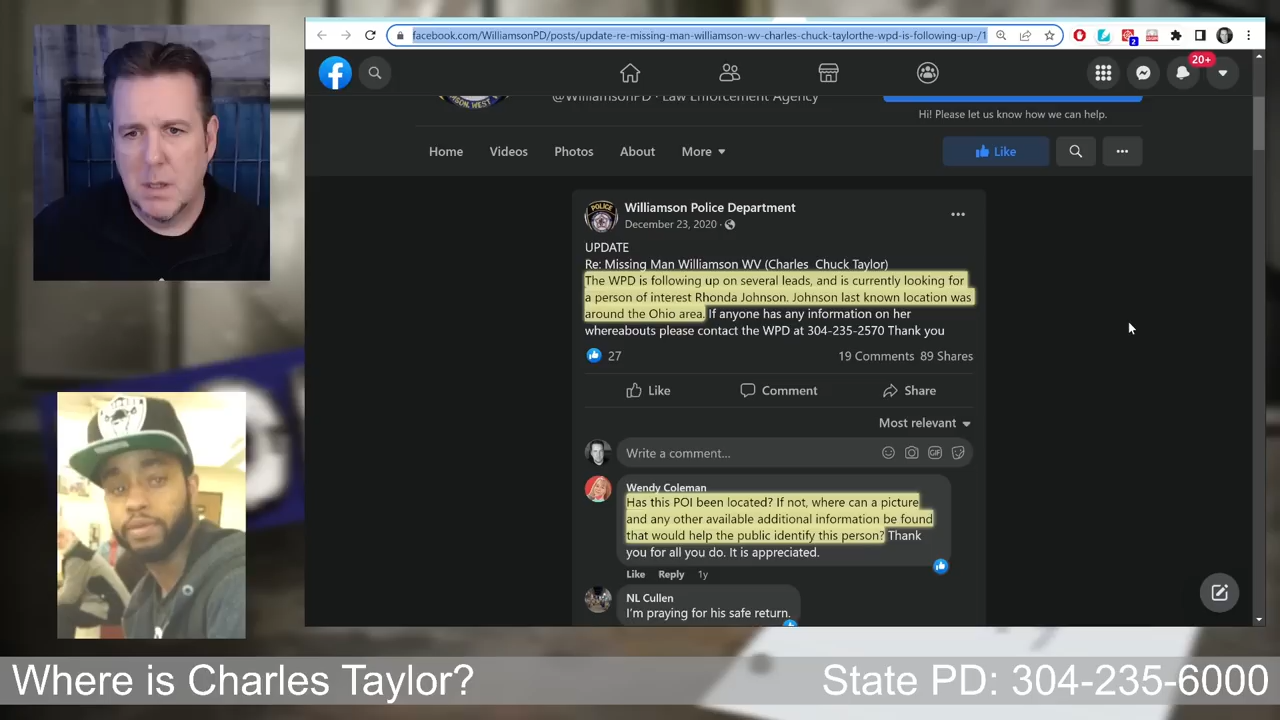 facebook.com/WilliamsonPD/posts/update-re-missing-man-williamson-wv-charles-chuck-taylorthe-wpd-is-following-up-/1
2
20+
@WilliamsonPD · Law Enforcement Agency
Hi! Please let us know how we can help.
Home Videos Photos About More Like
Williamson Police Department
December 23, 2020 ·
UPDATE
Re: Missing Man Williamson WV (Charles Chuck Taylor)
The WPD is following up on several leads, and is currently looking for
a person of interest Rhonda Johnson. Johnson last known location was
around the Ohio area. If anyone has any information on her
whereabouts please contact the WPD at 304-235-2570 Thank you
27 19 Comments 89 Shares
Like Comment Share
Most relevant
Write a comment...
GIF
Wendy Coleman
Has this POI been located? If not, where can a picture
and any other available additional information be found
that would help the public identify this person? Thank
you for all you do. It is appreciated.
Like Reply 1y
NL Cullen
I'm praying for his safe return.
POLICE
Where is Charles Taylor?
State PD: 304-235-6000